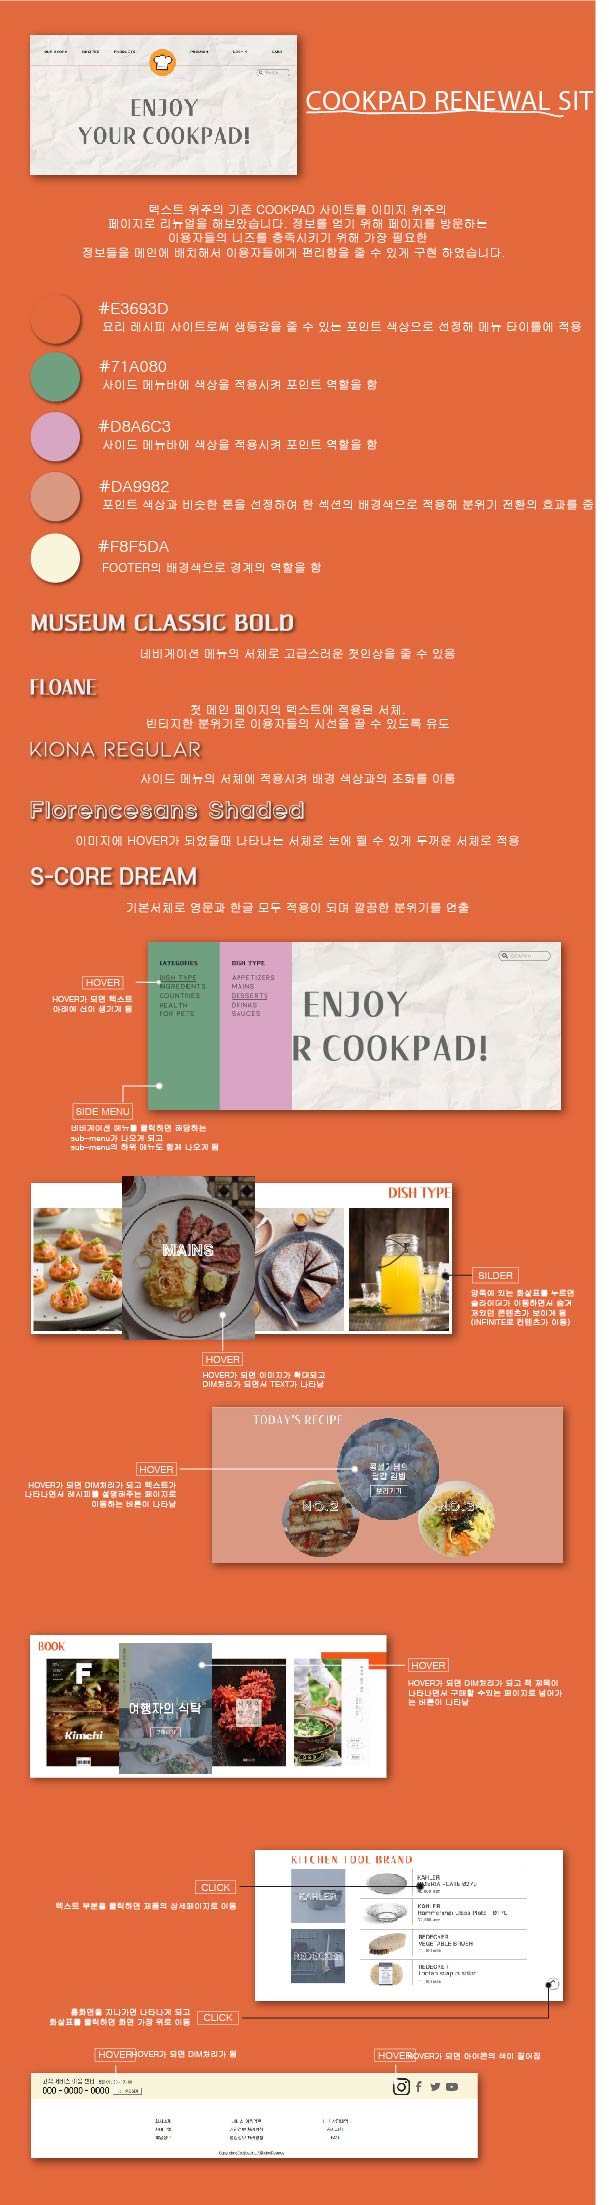 OUR STORY RECIPES PRODUCTS PREMIUM LOGIN CART
SEARCH
ENJOY
YOUR COOKPAD!
COOKPAD RENEWAL SIT
텍스트 위주의 기존 COOKPAD 사이트를 이미지 위주의
페이지로 리뉴얼을 해보았습니다. 정보를 얻기 위해 페이지를 방문하는
이용자들의 니즈를 충족시키기 위해 가장 필요한
정보들을 메인에 배치해서 이용자들에게 편리함을 줄 수 있게 구현 하였습니다.
#E3693D
요리 레시피 사이트로써 생동감을 줄 수 있는 포인트 색상으로 선정해 메뉴 타이틀에 적용
#71A080
사이드 메뉴바에 색상을 적용시켜 포인트 역할을 함
#D8A6C3
사이드 메뉴바에 색상을 적용시켜 포인트 역할을 함
#DA9982
포인트 색상과 비슷한 톤을 선정하여 한 섹션의 배경색으로 적용해 분위기 전환의 효과를 줌
#F8F5DA
FOOTER의 배경색으로 경계의 역할을 함
MUSEUM CLASSIC BOLD
네비게이션 메뉴의 서체로 고급스러운 첫인상을 줄 수 있음
FLOANE
첫 메인 페이지의 텍스트에 적용된 서체.
빈티지한 분위기로 이용자들의 시선을 끌 수 있도록 유도
KIONA REGULAR
사이드 메뉴의 서체에 적용시켜 배경 색상과의 조화를 이룸
Florencesans Shaded
이미지에 HOVER가 되었을때 나타나는 서체로 눈에 띌 수 있게 두꺼운 서체로 적용
S-CORE DREAM
기본서체로 영문과 한글 모두 적용이 되며 깔끔한 분위기를 연출
CATEGORIES
DISH TYPE
INGREDIENTS
COUNTRIES
HEALTH
FOR PETS
DISH TYPE
APPETIZERS
MAINS
DESSERTS
DRINKS
SAUCES
SEARCH
ENJOY
R COOKPAD!
HOVER
HOVER가 되면 텍스트
아래에 선이 생기게 됨
SIDE MENU
네비게이션 메뉴를 클릭하면 해당하는
sub-menu가 나오게 되고
sub-menu의 하위 메뉴도 함께 나오게 됨
DISH TYPE
MAINS
SILDER
양쪽에 있는 화살표를 누르면
슬라이더가 이동하면서 숨겨
져있던 콘텐츠가 보이게 됨
(INFINITE로 컨텐츠가 이동)
HOVER
HOVER가 되면 이미지가 확대되고
DIM처리가 되면서 TEXT가 나타남
TODAY'S RECIPE
NO.1
달걀 김밥
보러가기
NO.2
NO.3
HOVER
HOVER가 되면 DIM처리가 되고 텍스트가
나타나면서 레시피를 설명해주는 페이지로
이동하는 버튼이 나타남
BOOK
F
Kimchi
여행자의 식탁
구매하기
HOVER
HOVER가 되면 DIM처리가 되고 책 제목이
나타나면서 구매할 수있는 페이지로 넘어가
는 버튼이 나타남
KITCHEN TOOL BRAND
KAHLER
KAHLER
KAHLER
REDECKER
REDECKER
VEGETABLE BRUSH
REDECKER
CLICK
텍스트 부분을 클릭하면 제품의 상세페이지로 이동
홈화면을 지나가면 나타나게 되고
화살표를 클릭하면 화면 가장 위로 이동
CLICK
HOVER
HOVER가 되면 DIM처리가 됨
HOVER
HOVER가 되면 아이콘의 색이 짙어짐
000 - 0000 - 0000